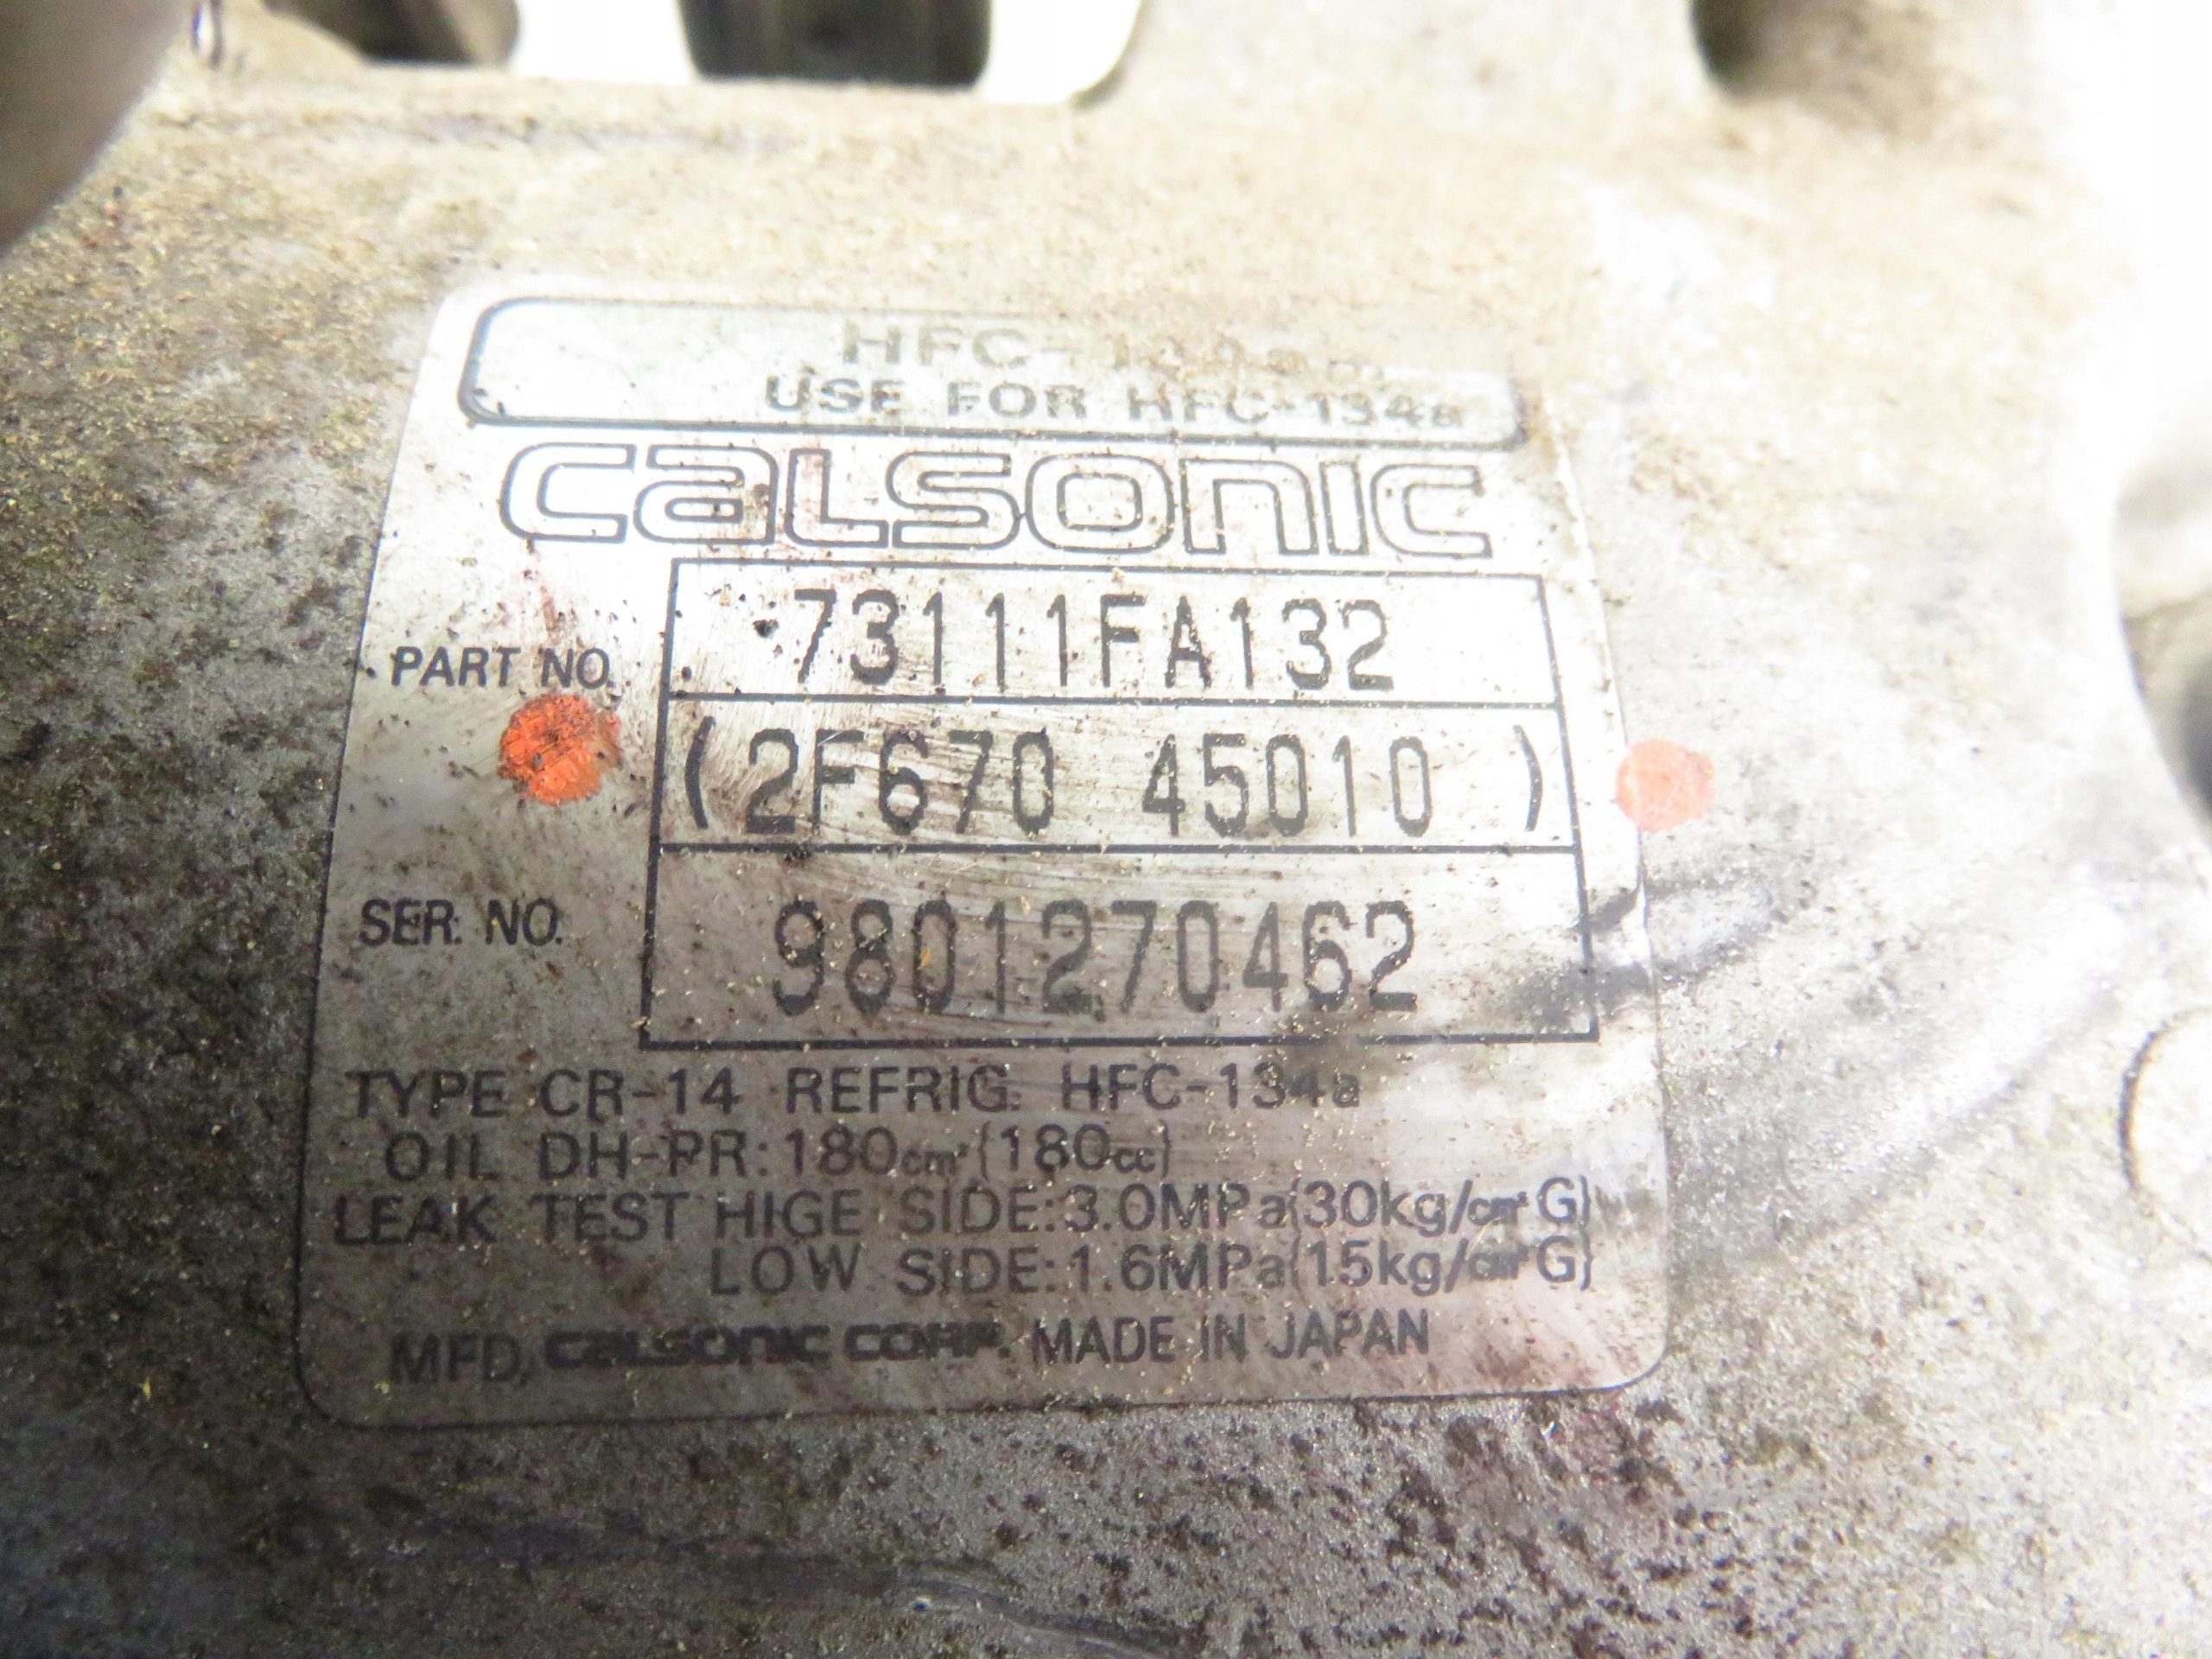 USE FOR HFC-134a
CALSONIC
PART NO. 73111FA132
(2F670 45010 )
SER. NO. 9801270462
TYPE CR-14 REFRIG. HFC-134a
OIL DH-PR: 180cm³{180cc}
LEAK TEST HIGE SIDE: 3.0MPa{30kg/cm²G}
LOW SIDE: 1.6MPa{15kg/cm²G}
MFD, CALSONIC CORP. MADE IN JAPAN